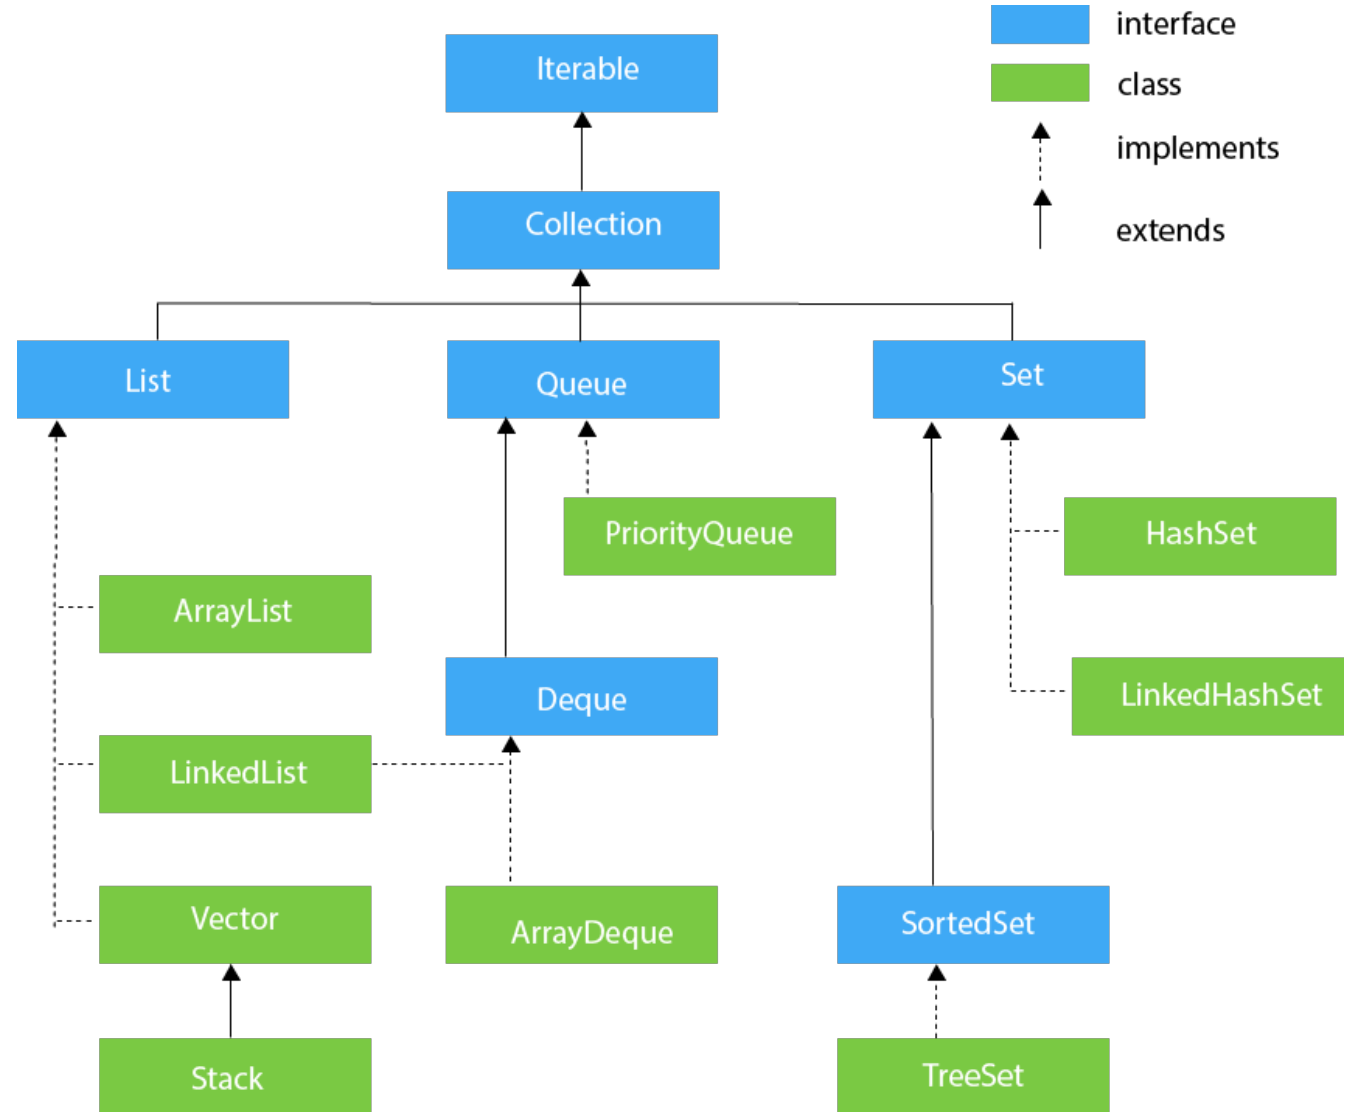 interface
Iterable
class
implements
Collection
extends
List
Queue
Set
PriorityQueue
HashSet
ArrayList
Deque
LinkedHashSet
LinkedList
Vector
ArrayDeque
SortedSet
Stack
TreeSet